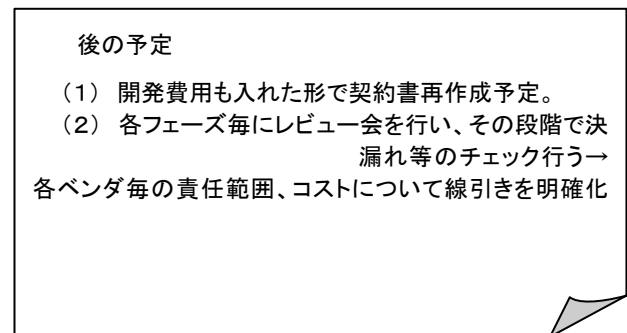 後の予定
（1） 開発費用も入れた形で契約書再作成予定。
（2） 各フェーズ毎にレビュー会を行い、その段階で決
漏れ等のチェック行う→
各ベンダ毎の責任範囲、コストについて線引きを明確化